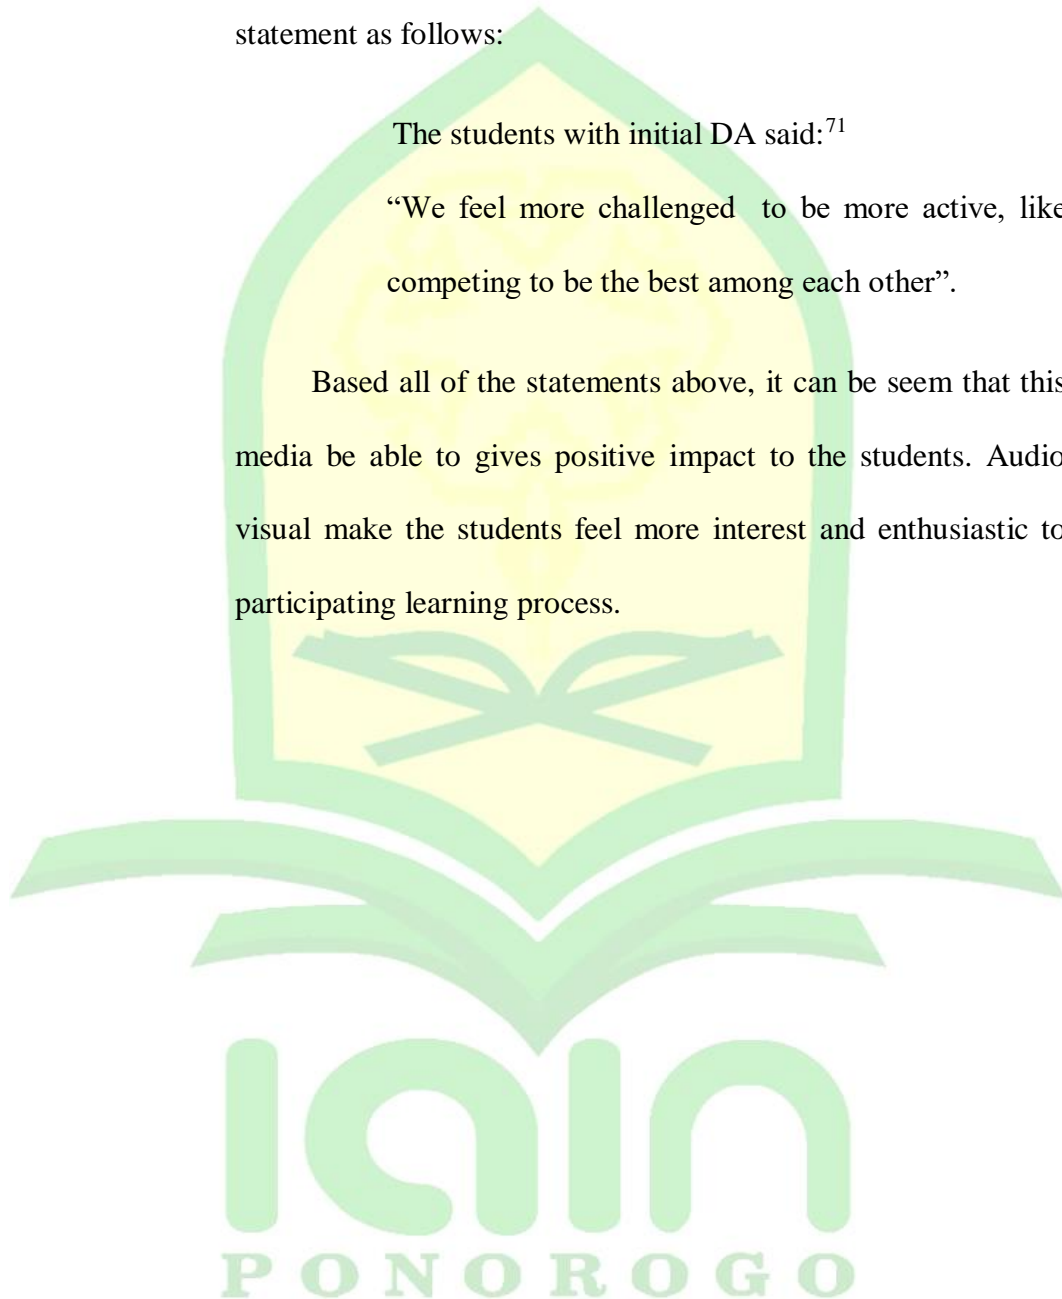 statement as follows:
The students with initial DA said:71
“We feel more challenged to be more active, like
competing to be the best among each other”.
Based all of the statements above, it can be seem that this
media be able to gives positive impact to the students. Audio
visual make the students feel more interest and enthusiastic to
participating learning process.
iain
PONOROGO